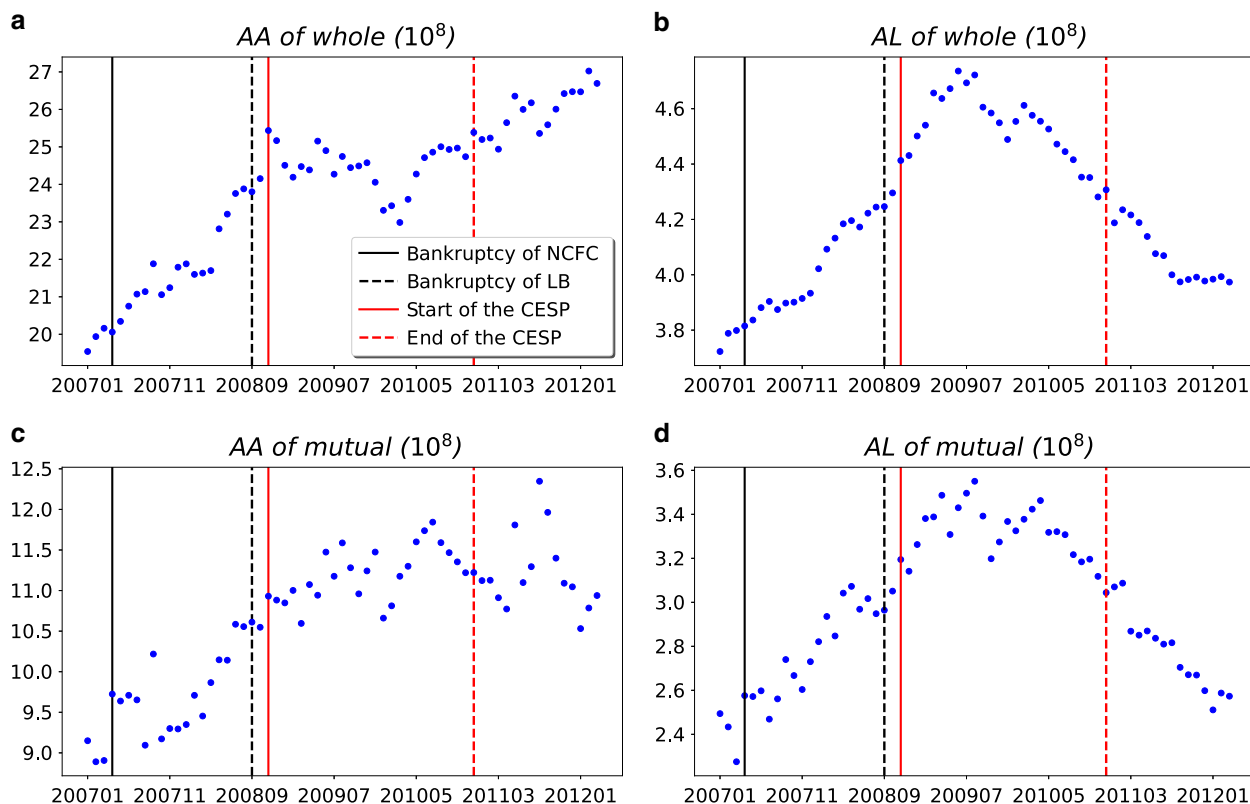 a
AA of whole (10^8)
27
26
25
24
23
22
21
20
Bankruptcy of NCFC
Bankruptcy of LB
Start of the CESP
End of the CESP
200701 200711 200809 200907 201005 201103 201201
b
AL of whole (10^8)
4.6
4.4
4.2
4.0
3.8
200701 200711 200809 200907 201005 201103 201201
c
AA of mutual (10^8)
12.5
12.0
11.5
11.0
10.5
10.0
9.5
9.0
200701 200711 200809 200907 201005 201103 201201
d
AL of mutual (10^8)
3.6
3.4
3.2
3.0
2.8
2.6
2.4
200701 200711 200809 200907 201005 201103 201201